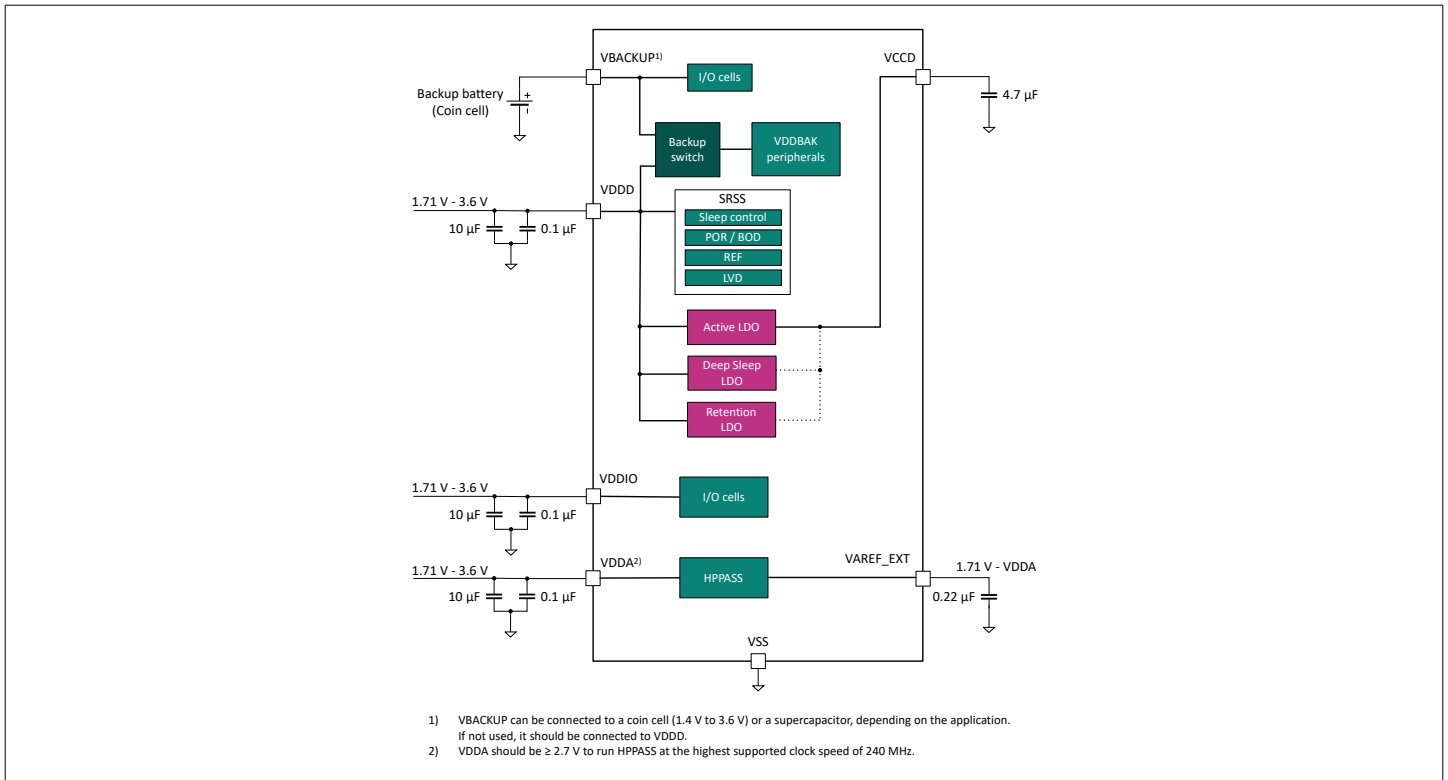 VBACKUP1)
VCCD
I/O cells
Backup battery
(Coin cell)
+
-
4.7 µF
Backup
switch
VDDBAK
peripherals
VDDD
1.71 V - 3.6 V
10 µF
0.1 µF
SRSS
Sleep control
POR / BOD
REF
LVD
Active LDO
Deep Sleep
LDO
Retention
LDO
VDDIO
1.71 V - 3.6 V
10 µF
0.1 µF
I/O cells
VDDA2)
1.71 V - 3.6 V
10 µF
0.1 µF
HPPASS
VAREF_EXT
1.71 V - VDDA
0.22 µF
VSS
1) VBACKUP can be connected to a coin cell (1.4 V to 3.6 V) or a supercapacitor, depending on the application.
If not used, it should be connected to VDDD.
2) VDDA should be ≥ 2.7 V to run HPPASS at the highest supported clock speed of 240 MHz.